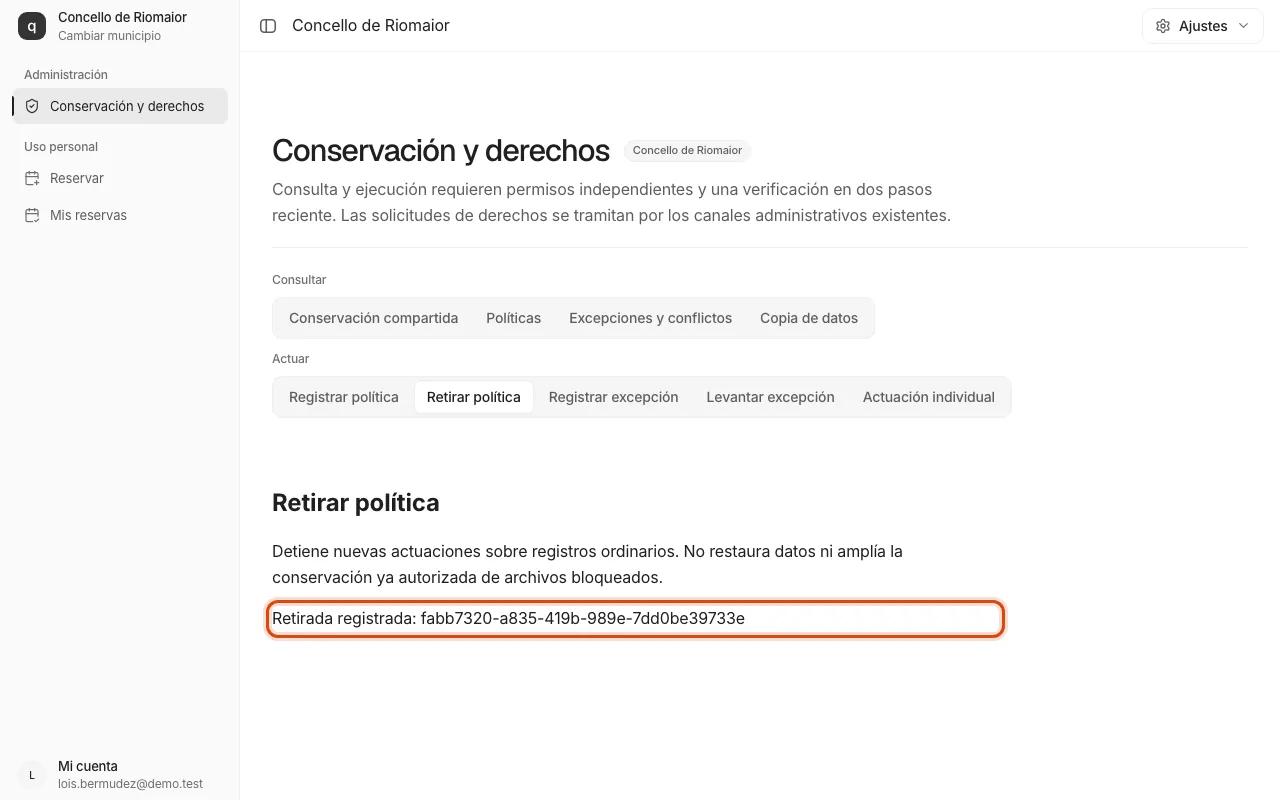 q
Concello de Riomaior
Cambiar municipio
Administración
Conservación y derechos
Uso personal
Reservar
Mis reservas
L
Mi cuenta
lois.bermudez@demo.test
Concello de Riomaior
Ajustes
Conservación y derechos
Concello de Riomaior
Consulta y ejecución requieren permisos independientes y una verificación en dos pasos
reciente. Las solicitudes de derechos se tramitan por los canales administrativos existentes.
Consultar
Conservación compartida Políticas Excepciones y conflictos Copia de datos
Actuar
Registrar política Retirar política Registrar excepción Levantar excepción Actuación individual
Retirar política
Detiene nuevas actuaciones sobre registros ordinarios. No restaura datos ni amplía la
conservación ya autorizada de archivos bloqueados.
Retirada registrada: fabb7320-a835-419b-989e-7dd0be39733e